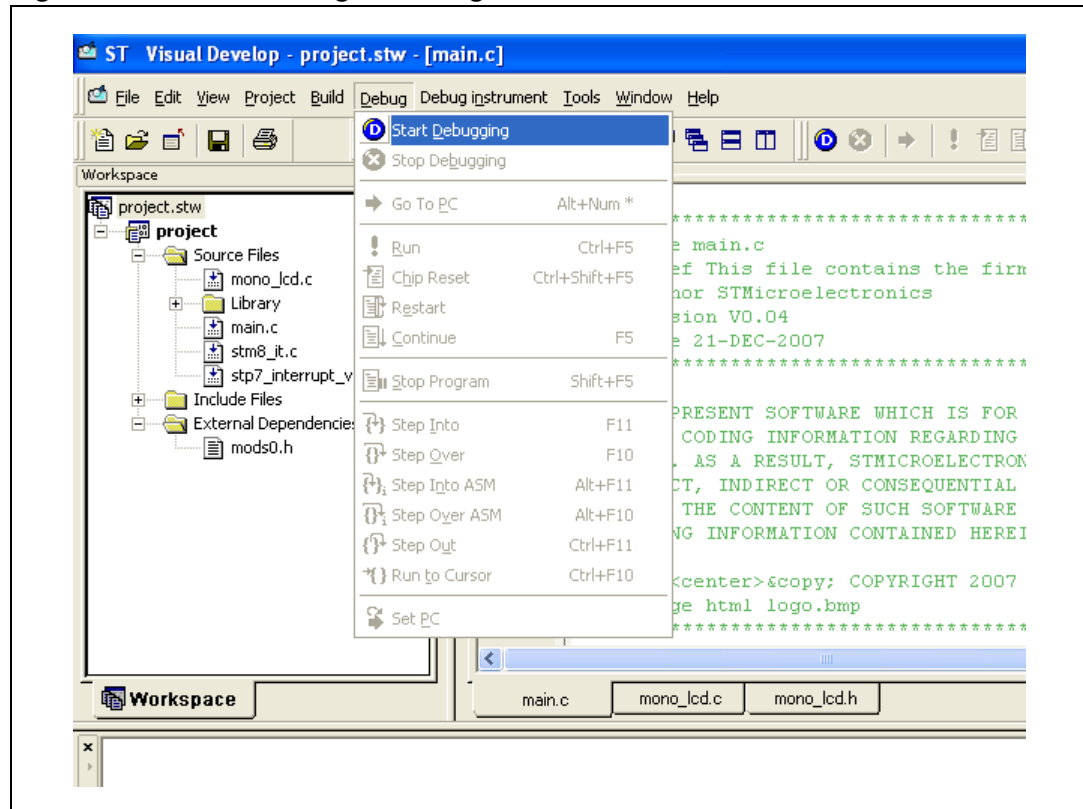 ST Visual Develop - project.stw - [main.c]
File Edit View Project Build Debug Debug instrument Tools Window Help
Workspace
project.stw
project
Source Files
mono_lcd.c
Library
main.c
stm8_it.c
stp7_interrupt_v
Include Files
External Dependencies
mods0.h
Workspace
Start Debugging
Stop Debugging
Go To PC Alt+Num *
Run Ctrl+F5
Chip Reset Ctrl+Shift+F5
Restart
Continue F5
Stop Program Shift+F5
Step Into F11
Step Over F10
Step Into ASM Alt+F11
Step Over ASM Alt+F10
Step Out Ctrl+F11
Run to Cursor Ctrl+F10
Set PC
*****************************
e main.c
ef This file contains the firm
hor STMicroelectronics
sion V0.04
e 21-DEC-2007
*****************************
PRESENT SOFTWARE WHICH IS FOR
CODING INFORMATION REGARDING
. AS A RESULT, STMICROELECTRON
CT, INDIRECT OR CONSEQUENTIAL
THE CONTENT OF SUCH SOFTWARE
NG INFORMATION CONTAINED HEREI
<center>&copy; COPYRIGHT 2007
ge html logo.bmp
*****************************
main.c mono_lcd.c mono_lcd.h